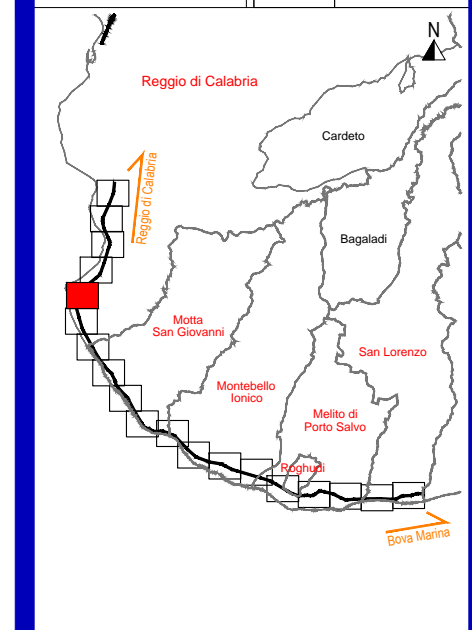 N
Reggio di Calabria
Cardeto
Reggio di Calabria
Bagaladi
Motta
San Giovanni
San Lorenzo
Montebello
Ionico
Melito di
Porto Salvo
Roghudi
Bova Marina